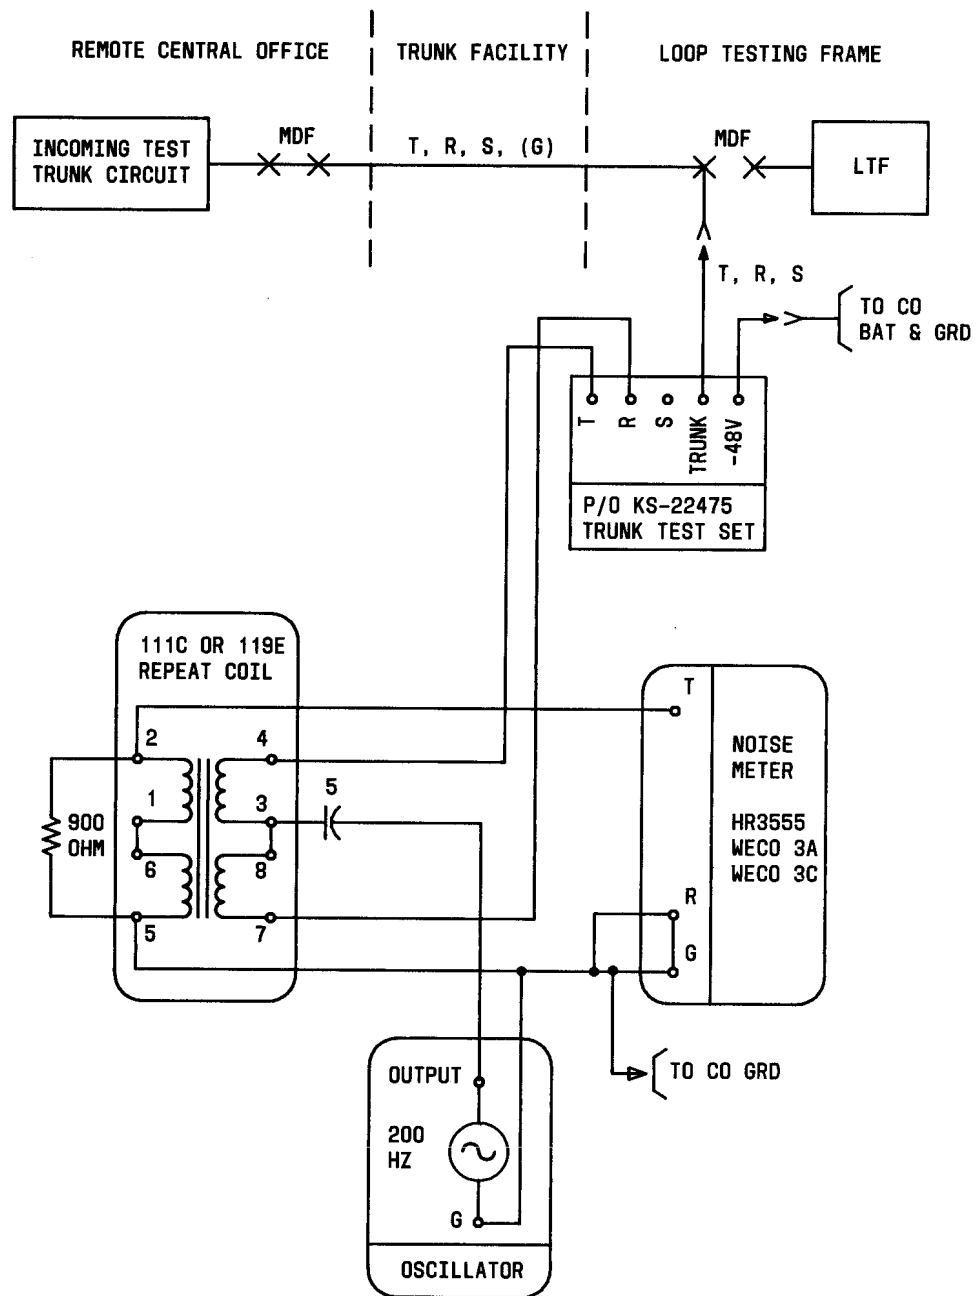 REMOTE CENTRAL OFFICE
TRUNK FACILITY
LOOP TESTING FRAME
INCOMING TEST
TRUNK CIRCUIT
MDF
T, R, S, (G)
MDF
LTF
T, R, S
TO CO
BAT & GRD
T
R
S
TRUNK
-48V
P/O KS-22475
TRUNK TEST SET
111C OR 119E
REPEAT COIL
2
4
1
3
5
900
OHM
6
8
5
7
T
NOISE
METER
HR3555
WECO 3A
WECO 3C
R
G
TO CO GRD
OUTPUT
200
HZ
G
OSCILLATOR